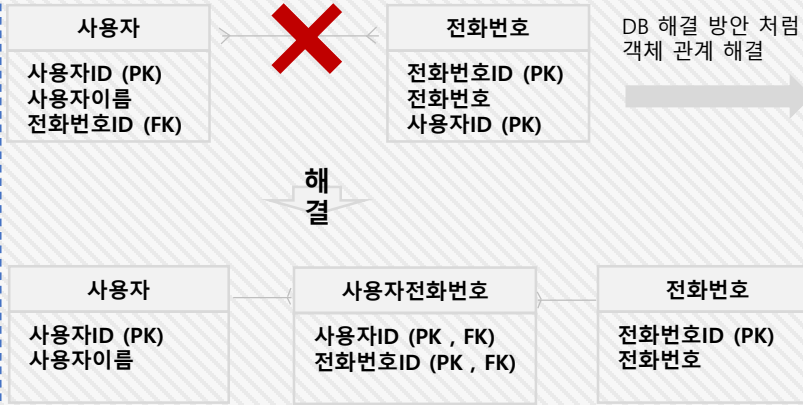 사용자
사용자ID (PK)
사용자이름
전화번호ID (FK)
전화번호
전화번호ID (PK)
전화번호
사용자ID (PK)
DB 해결 방안 처럼
객체 관계 해결
해
결
사용자
사용자ID (PK)
사용자이름
사용자전화번호
사용자ID (PK , FK)
전화번호ID (PK , FK)
전화번호
전화번호ID (PK)
전화번호